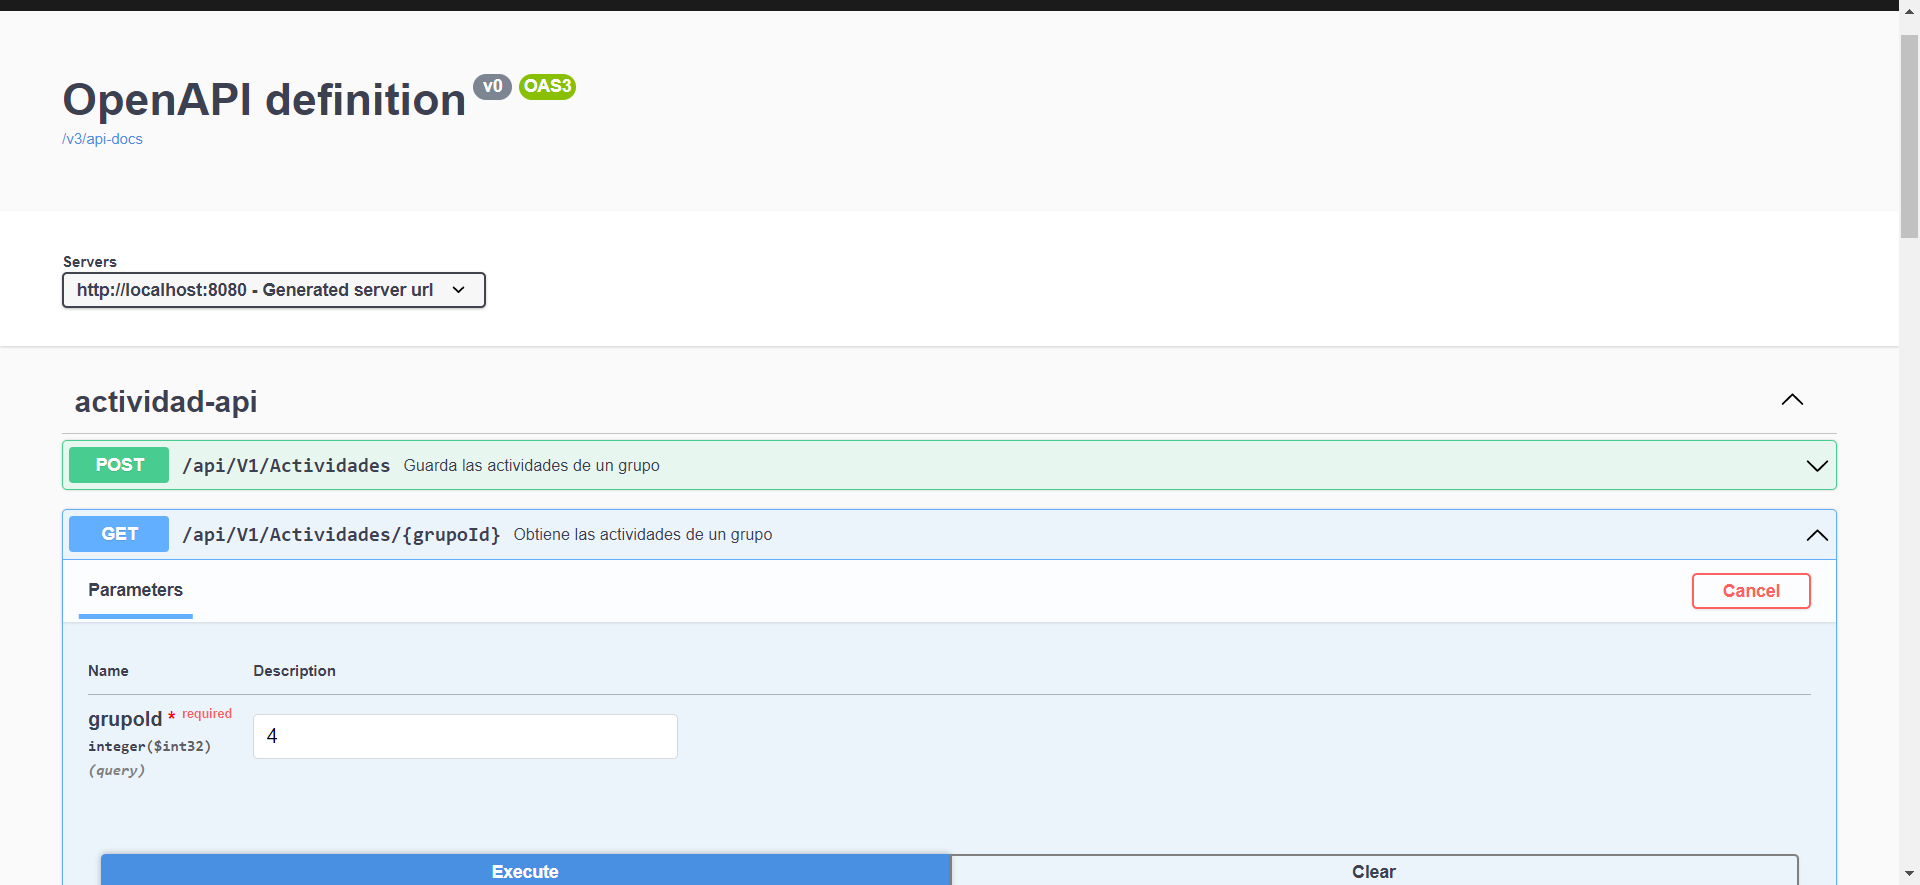 OpenAPI definition v0 OAS3
/v3/api-docs
Servers
http://localhost:8080 - Generated server url
actividad-api
POST /api/V1/Actividades Guarda las actividades de un grupo
GET /api/V1/Actividades/{grupoId} Obtiene las actividades de un grupo
Parameters Cancel
Name Description
grupoId * required
integer($int32)
(query)
4
Execute Clear